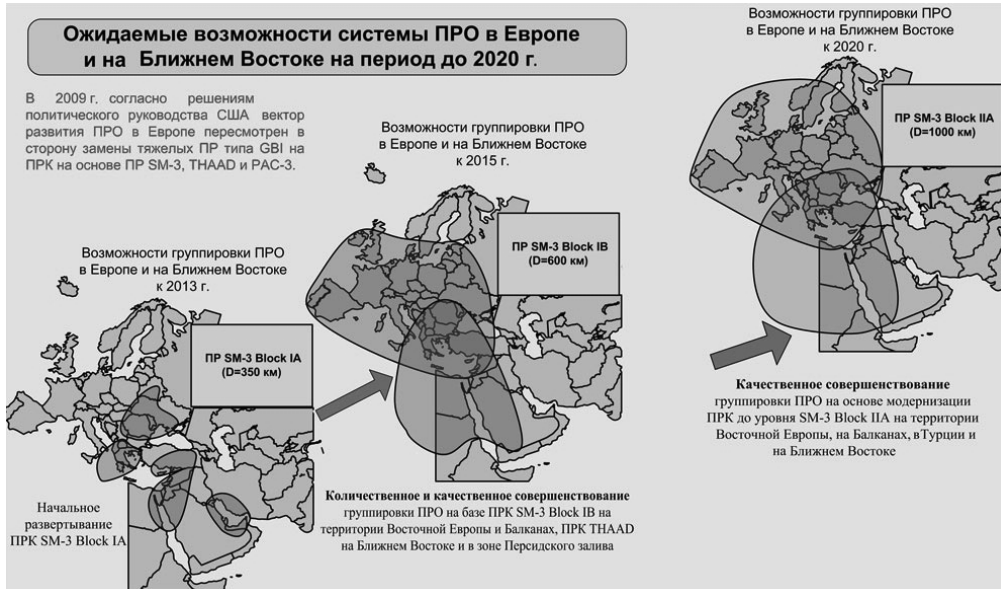 Ожидаемые возможности системы ПРО в Европе
и на Ближнем Востоке на период до 2020 г.
В 2009 г. согласно решениям
политического руководства США вектор
развития ПРО в Европе пересмотрен в
сторону замены тяжелых ПР типа GBI на
ПРК на основе ПР SM-3, THAAD и PAC-3.
Возможности группировки ПРО
в Европе и на Ближнем Востоке
к 2013 г.
ПР SM-3 Block IA
(D=350 км)
Начальное
развертывание
ПРК SM-3 Block IA
Возможности группировки ПРО
в Европе и на Ближнем Востоке
к 2015 г.
ПР SM-3 Block IB
(D=600 км)
Количественное и качественное совершенствование
группировки ПРО на базе ПРК SM-3 Block IB на
территории Восточной Европы и Балканах, ПРК THAAD
на Ближнем Востоке и в зоне Персидского залива
Возможности группировки ПРО
в Европе и на Ближнем Востоке
к 2020 г.
ПР SM-3 Block IIA
(D=1000 км)
Качественное совершенствование
группировки ПРО на основе модернизации
ПРК до уровня SM-3 Block IIA на территории
Восточной Европы, на Балканах, вТурции и
на Ближнем Востоке